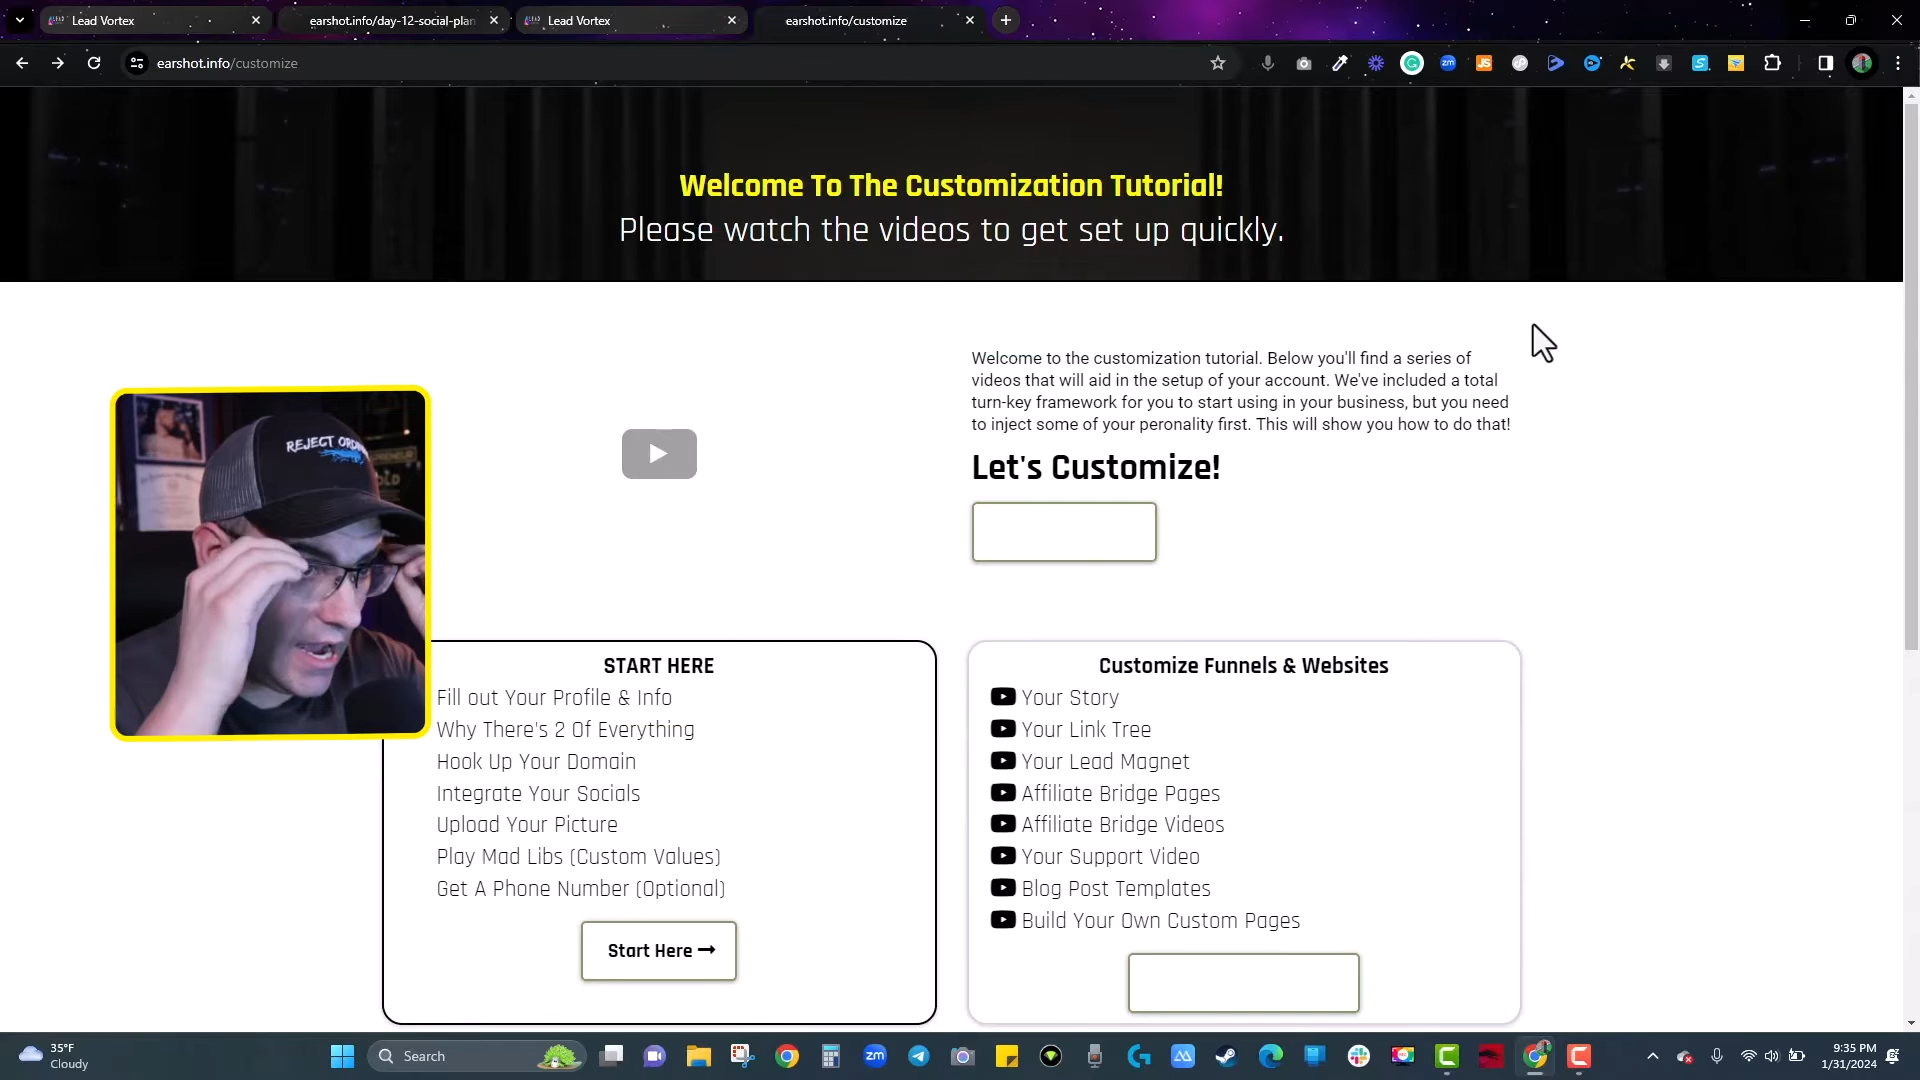 Lead Vortex
earshot.info/day-12-social-plan
Lead Vortex
earshot.info/customize
earshot.info/customize
Welcome To The Customization Tutorial!
Please watch the videos to get set up quickly.
Welcome to the customization tutorial. Below you'll find a series of
videos that will aid in the setup of your account. We've included a total
turn-key framework for you to start using in your business, but you need
to inject some of your peronality first. This will show you how to do that!
Let's Customize!
REJECT ORD
START HERE
Fill out Your Profile & Info
Why There's 2 Of Everything
Hook Up Your Domain
Integrate Your Socials
Upload Your Picture
Play Mad Libs (Custom Values)
Get A Phone Number (Optional)
Start Here →
Customize Funnels & Websites
Your Story
Your Link Tree
Your Lead Magnet
Affiliate Bridge Pages
Affiliate Bridge Videos
Your Support Video
Blog Post Templates
Build Your Own Custom Pages
35°F
Cloudy
Search
9:35 PM
1/31/2024